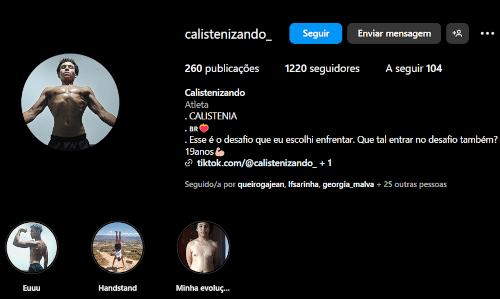 calistenizando_ Seguir Enviar mensagem
260 publicações 1220 seguidores A seguir 104
Calistenizando
Atleta
. CALISTENIA
. ʙʀ🍓
. Esse é o desafio que eu escolhi enfrentar. Que tal entrar no desafio também?
19anos💪🏼
tiktok.com/@calistenizando_ + 1
Seguido/a por queirogajean, lfsarinha, georgia_malva + 25 outras pessoas
Euuu Handstand Minha evoluç...